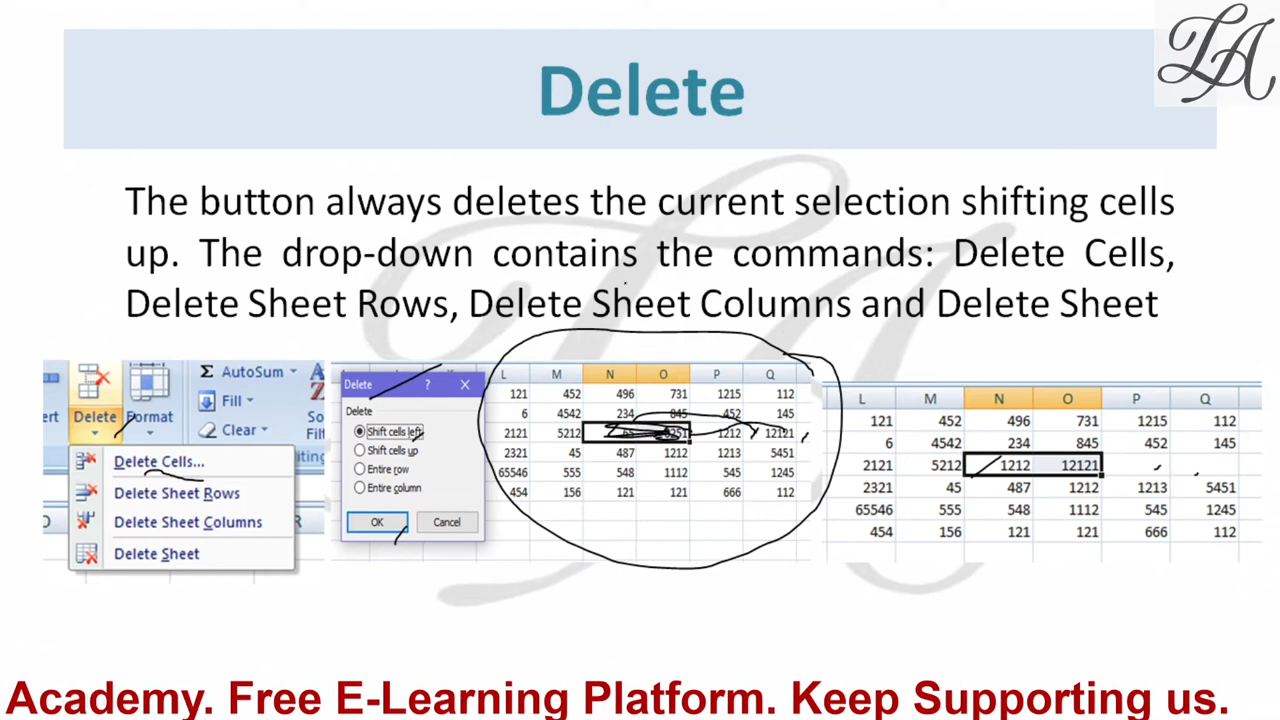 LA
Delete
The button always deletes the current selection shifting cells
up. The drop-down contains the commands: Delete Cells,
Delete Sheet Rows, Delete Sheet Columns and Delete Sheet
Σ AutoSum
Fill
Clear
Delete Format
Delete Cells...
Delete Sheet Rows
Delete Sheet Columns
Delete Sheet
Delete ?
Delete
Shift cells left
Shift cells up
Entire row
Entire column
OK Cancel
L M N O P Q
121 452 496 731 1215 112
6 4542 234 845 452 145
2121 5212 1212 12121
2321 45 487 1212 1213 5451
65546 555 548 1112 545 1245
454 156 121 121 666 112
L M N O P Q
121 452 496 731 1215 112
6 4542 234 845 452 145
2121 5212 1212 12121
2321 45 487 1212 1213 5451
65546 555 548 1112 545 1245
454 156 121 121 666 112
Academy. Free E-Learning Platform. Keep Supporting us.